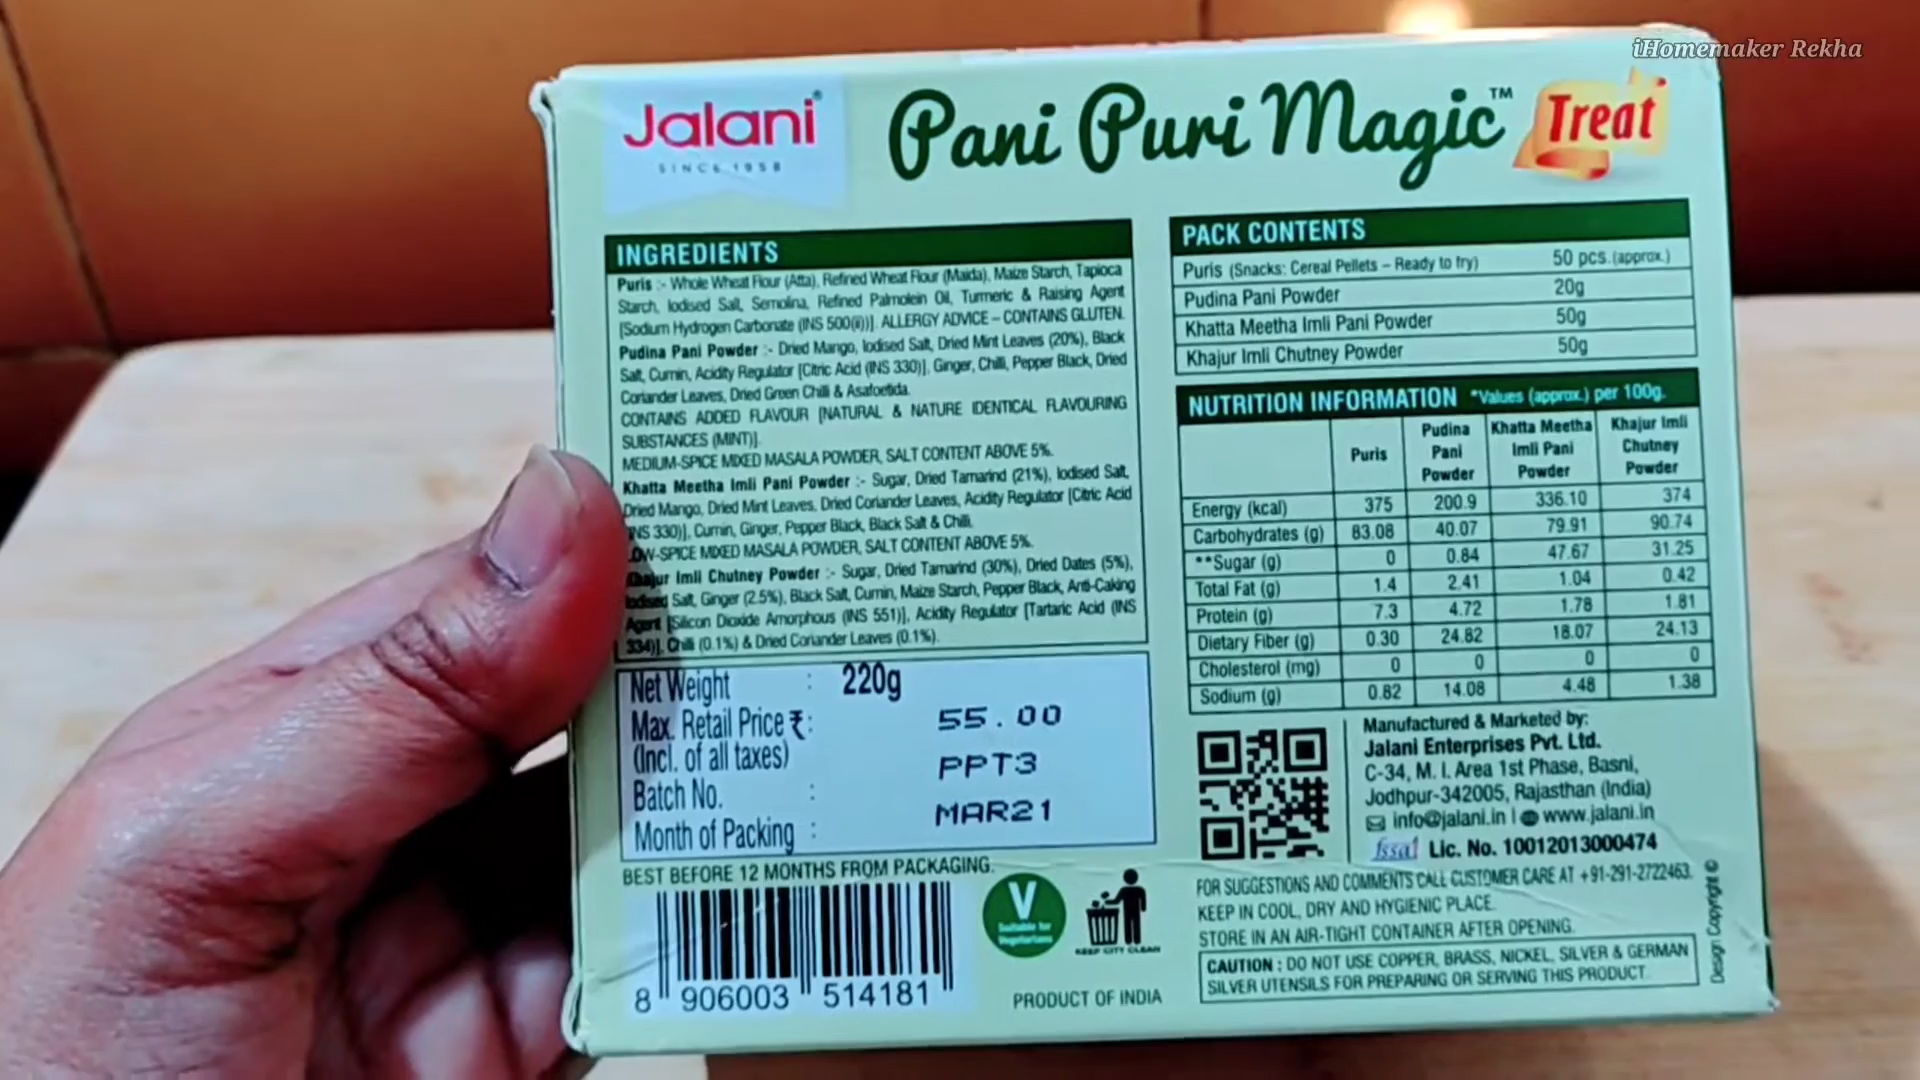 iHomemaker Rekha
Jalani®
SINCE 1958
Pani Puri Magic™ Treat
INGREDIENTS
Puris :- Whole Wheat Flour (Atta), Refined Wheat Flour (Maida), Maize Starch, Tapioca
Starch, Iodised Salt, Semolina, Refined Palmolein Oil, Turmeric & Raising Agent
[Sodium Hydrogen Carbonate (INS 500(ii))]. ALLERGY ADVICE – CONTAINS GLUTEN.
Pudina Pani Powder :- Dried Mango, Iodised Salt, Dried Mint Leaves (20%), Black
Salt, Cumin, Acidity Regulator [Citric Acid (INS 330)], Ginger, Chilli, Pepper Black, Dried
Coriander Leaves, Dried Green Chilli & Asafoetida.
CONTAINS ADDED FLAVOUR [NATURAL & NATURE IDENTICAL FLAVOURING
SUBSTANCES (MINT)].
MEDIUM-SPICE MIXED MASALA POWDER, SALT CONTENT ABOVE 5%.
Khatta Meetha Imli Pani Powder :- Sugar, Dried Tamarind (21%), Iodised Salt,
Dried Mango, Dried Mint Leaves, Dried Coriander Leaves, Acidity Regulator [Citric Acid
INS 330)], Cumin, Ginger, Pepper Black, Black Salt & Chilli.
LOW-SPICE MIXED MASALA POWDER, SALT CONTENT ABOVE 5%.
Khajur Imli Chutney Powder :- Sugar, Dried Tamarind (30%), Dried Dates (5%),
Iodised Salt, Ginger (2.5%), Black Salt, Cumin, Maize Starch, Pepper Black, Anti-Caking
Agent [Silicon Dioxide Amorphous (INS 551)], Acidity Regulator [Tartaric Acid (INS
334)], Chilli (0.1%) & Dried Coriander Leaves (0.1%).
Net Weight : 220g
Max. Retail Price ₹ : 55.00
(Incl. of all taxes)
Batch No. : PPT3
Month of Packing : MAR21
BEST BEFORE 12 MONTHS FROM PACKAGING.
8 906003 514181
V
Suitable for
Vegetarians
KEEP CITY CLEAN
PRODUCT OF INDIA
PACK CONTENTS
Puris (Snacks: Cereal Pellets – Ready to fry) 50 pcs.(approx.)
Pudina Pani Powder 20g
Khatta Meetha Imli Pani Powder 50g
Khajur Imli Chutney Powder 50g
NUTRITION INFORMATION *Values (approx.) per 100g.
Puris Pudina Pani Powder Khatta Meetha Imli Pani Powder Khajur Imli Chutney Powder
Energy (kcal) 375 200.9 336.10 374
Carbohydrates (g) 83.08 40.07 79.91 90.74
**Sugar (g) 0 0.84 47.67 31.25
Total Fat (g) 1.4 2.41 1.04 0.42
Protein (g) 7.3 4.72 1.78 1.81
Dietary Fiber (g) 0.30 24.82 18.07 24.13
Cholesterol (mg) 0 0 0 0
Sodium (g) 0.82 14.08 4.48 1.38
Manufactured & Marketed by:
Jalani Enterprises Pvt. Ltd.
C-34, M. I. Area 1st Phase, Basni,
Jodhpur-342005, Rajasthan (India)
info@jalani.in | www.jalani.in
fssai Lic. No. 10012013000474
FOR SUGGESTIONS AND COMMENTS CALL CUSTOMER CARE AT +91-291-2722463.
KEEP IN COOL, DRY AND HYGIENIC PLACE.
STORE IN AN AIR-TIGHT CONTAINER AFTER OPENING.
CAUTION : DO NOT USE COPPER, BRASS, NICKEL, SILVER & GERMAN
SILVER UTENSILS FOR PREPARING OR SERVING THIS PRODUCT.
Design Copyright ©